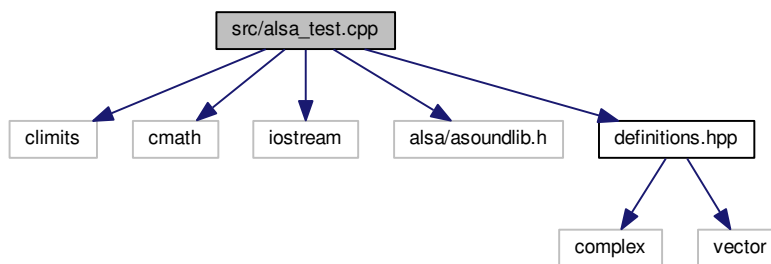 src/alsa_test.cpp
climits
cmath
iostream
alsa/asoundlib.h
definitions.hpp
complex
vector